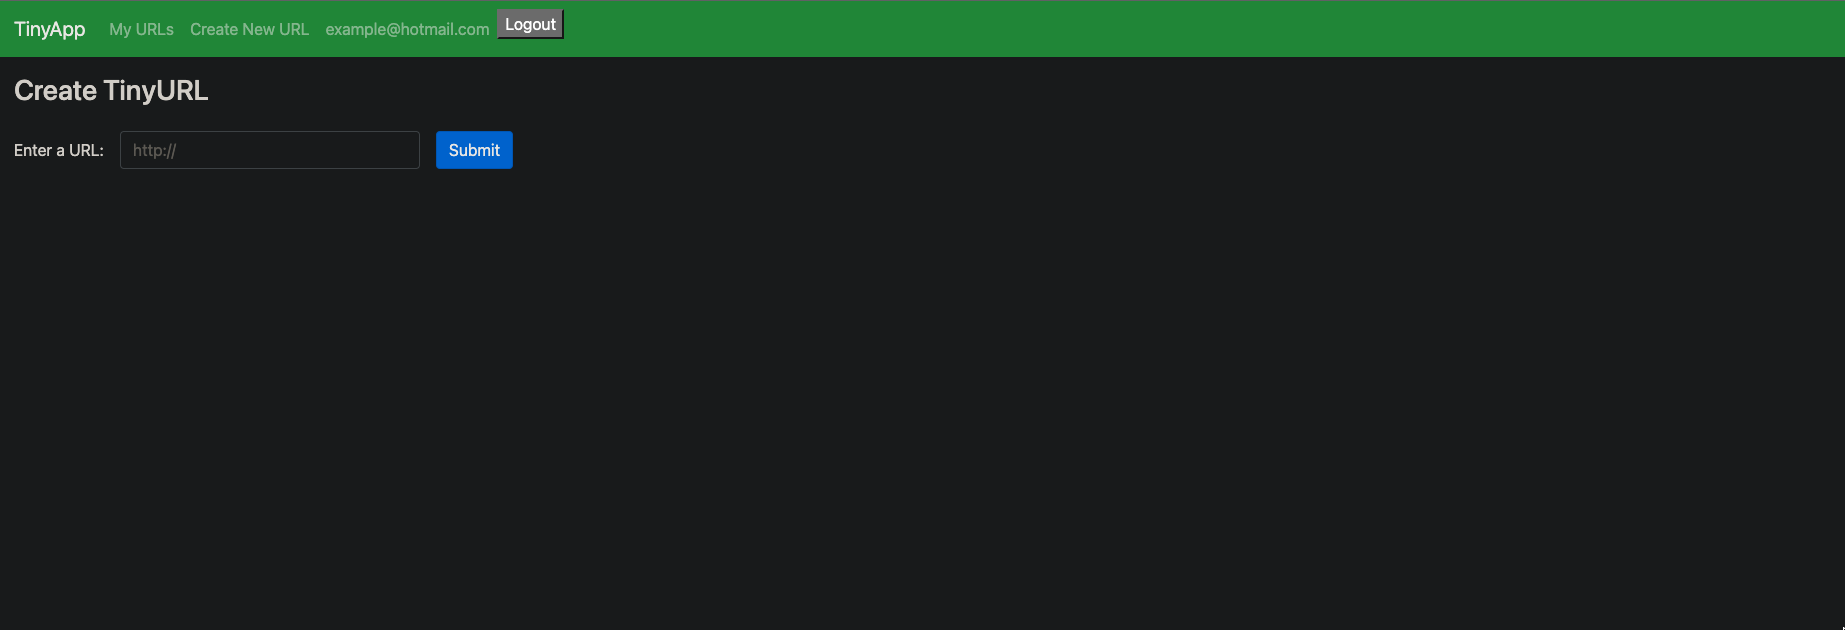 TinyApp My URLs Create New URL example@hotmail.com Logout
Create TinyURL
Enter a URL: http:// Submit